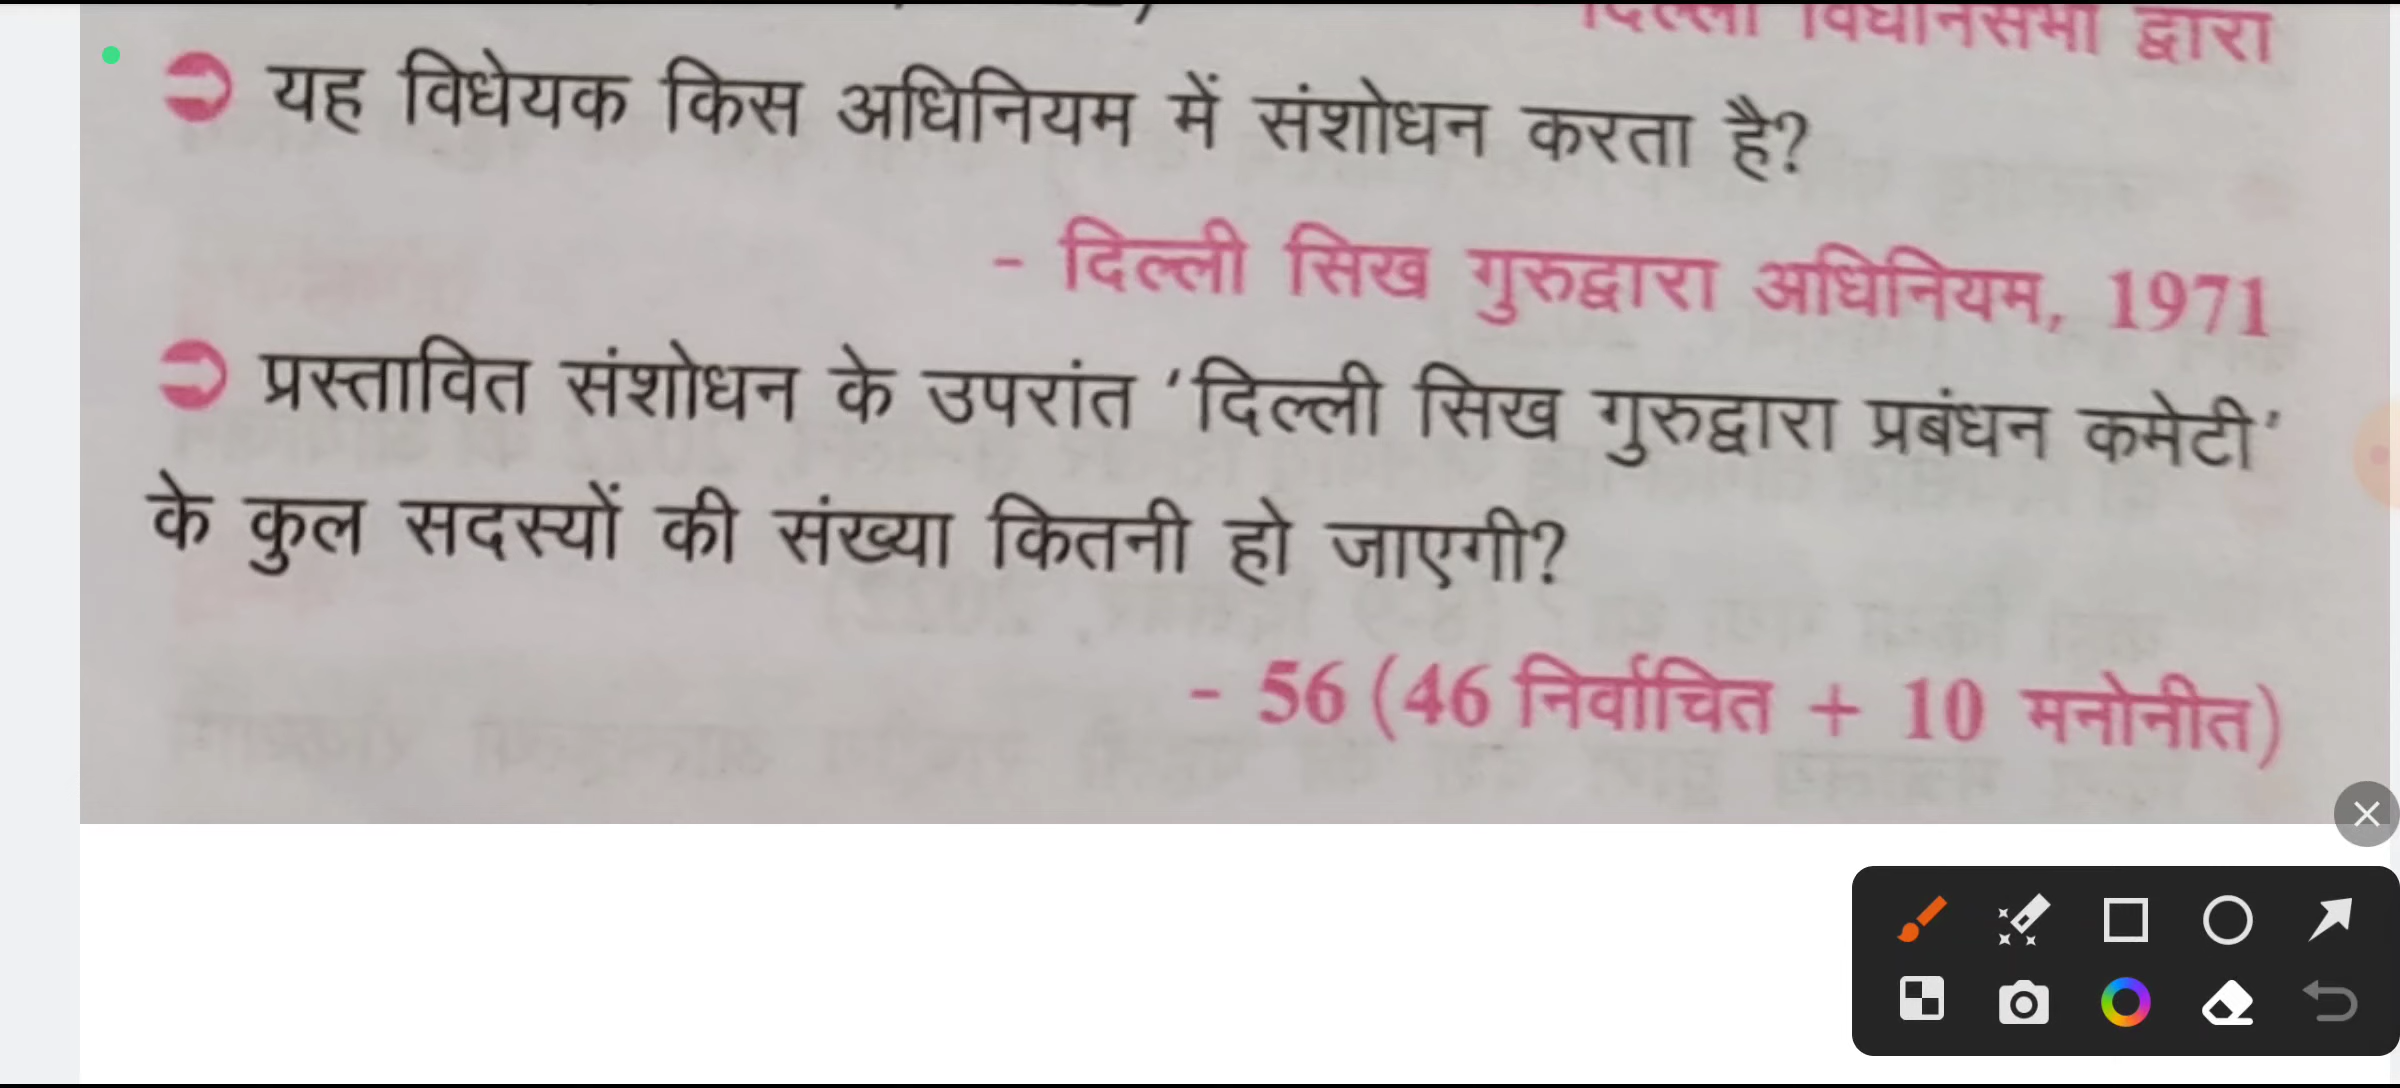 दिल्ली विधानसभा द्वारा
यह विधेयक किस अधिनियम में संशोधन करता है?
- दिल्ली सिख गुरुद्वारा अधिनियम, 1971
प्रस्तावित संशोधन के उपरांत ‘दिल्ली सिख गुरुद्वारा प्रबंधन कमेटी’
के कुल सदस्यों की संख्या कितनी हो जाएगी?
- 56 (46 निर्वाचित + 10 मनोनीत)